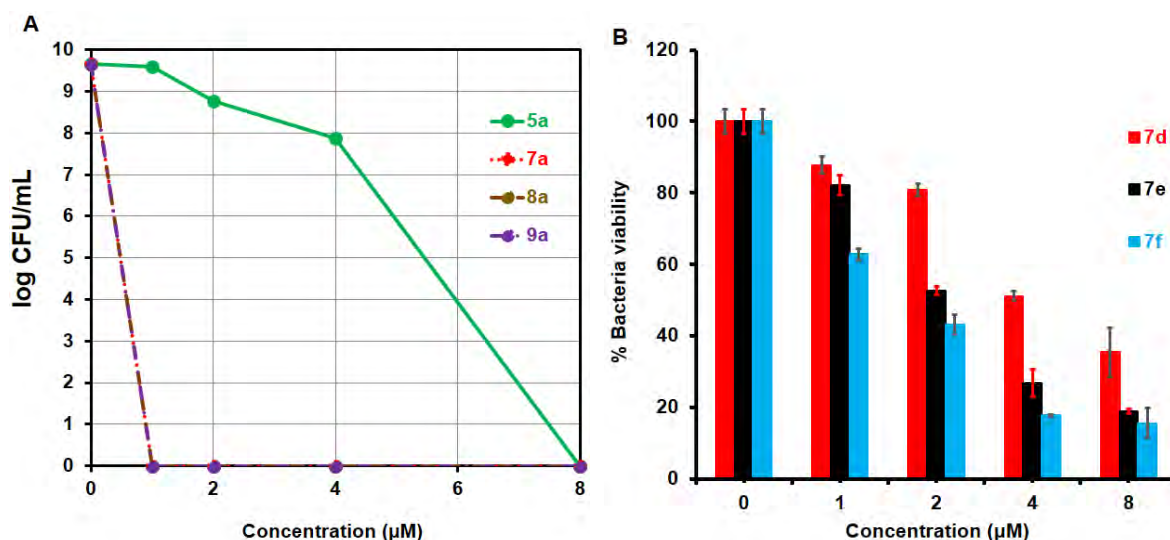 A
log CFU/mL
10
9
8
7
6
5
4
3
2
1
0
0 2 4 6 8
Concentration (µM)
5a
7a
8a
9a
B
% Bacteria viability
120
100
80
60
40
20
0
0 1 2 4 8
Concentration (µM)
7d
7e
7f